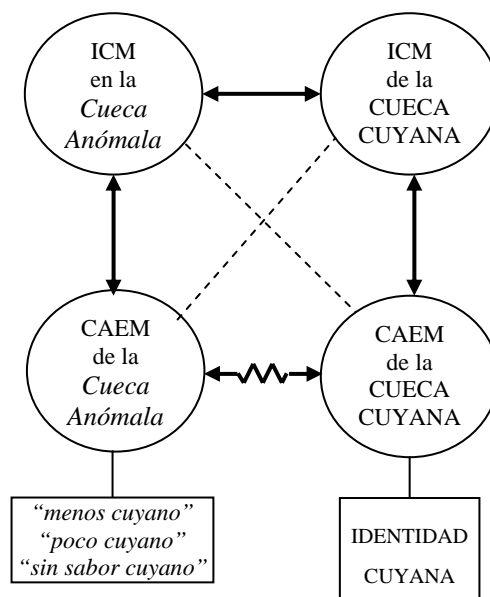 ICM
en la
Cueca
Anómala
ICM
de la
CUECA
CUYANA
CAEM
de la
Cueca
Anómala
CAEM
de la
CUECA
CUYANA
“menos cuyano”
“poco cuyano”
“sin sabor cuyano”
IDENTIDAD
CUYANA